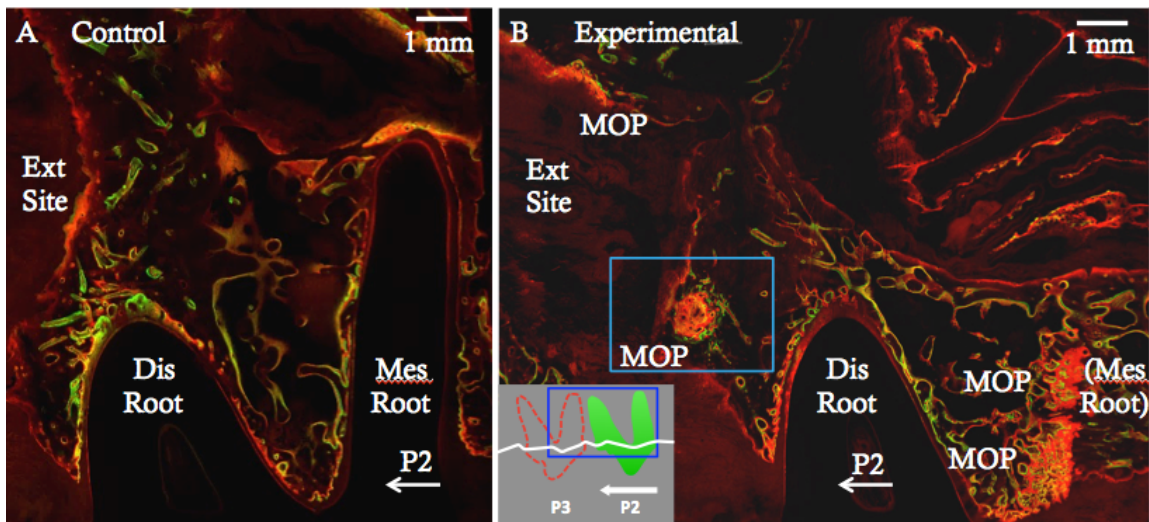 A Control
1 mm
Ext
Site
Dis
Root
Mes
Root
P2
B Experimental
1 mm
MOP
Ext
Site
MOP
Dis
Root
MOP
(Mes
Root)
MOP
P2
P3 P2